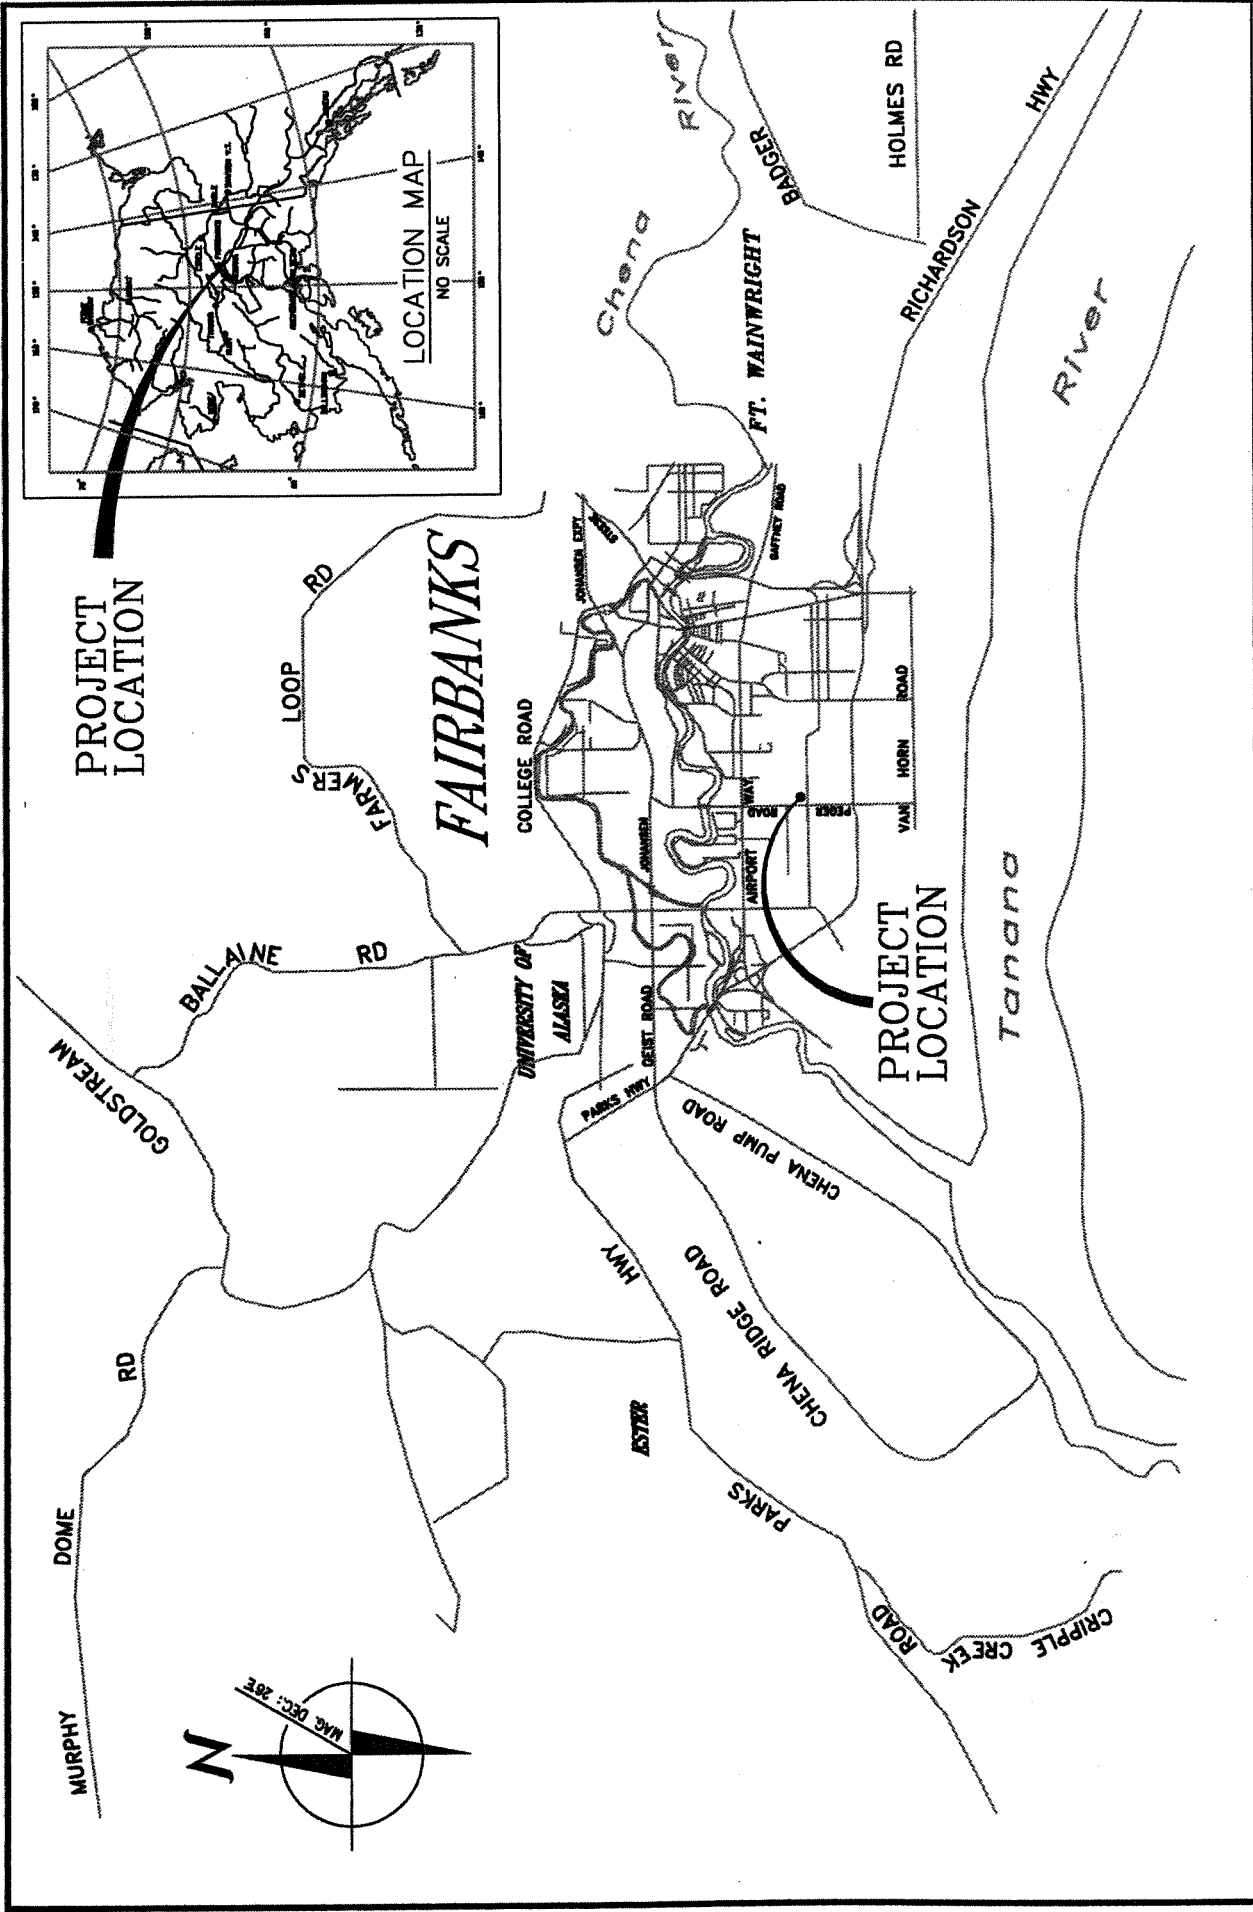 PROJECT
LOCATION
LOCATION MAP
NO SCALE
N
MAG. DEC.: 26°E
MURPHY
DOME
RD
GOLDSTREAM
BALLAINE
RD
FARMERS
LOOP
RD
FAIRBANKS
COLLEGE ROAD
JOHANSEN EXPY
STEESE
UNIVERSITY OF
ALASKA
GEIST ROAD
JOHANSEN
PARKS HWY
AIRPORT
WAY
PEGER
ROAD
VAN HORN
ROAD
GAFFNEY ROAD
FT. WAINWRIGHT
Chena
River
BADGER
HOLMES RD
RICHARDSON
HWY
PROJECT
LOCATION
Tanana
River
CHENA PUMP ROAD
CHENA RIDGE ROAD
HWY
PARKS
ESTER
CRIPPLE
CREEK
ROAD